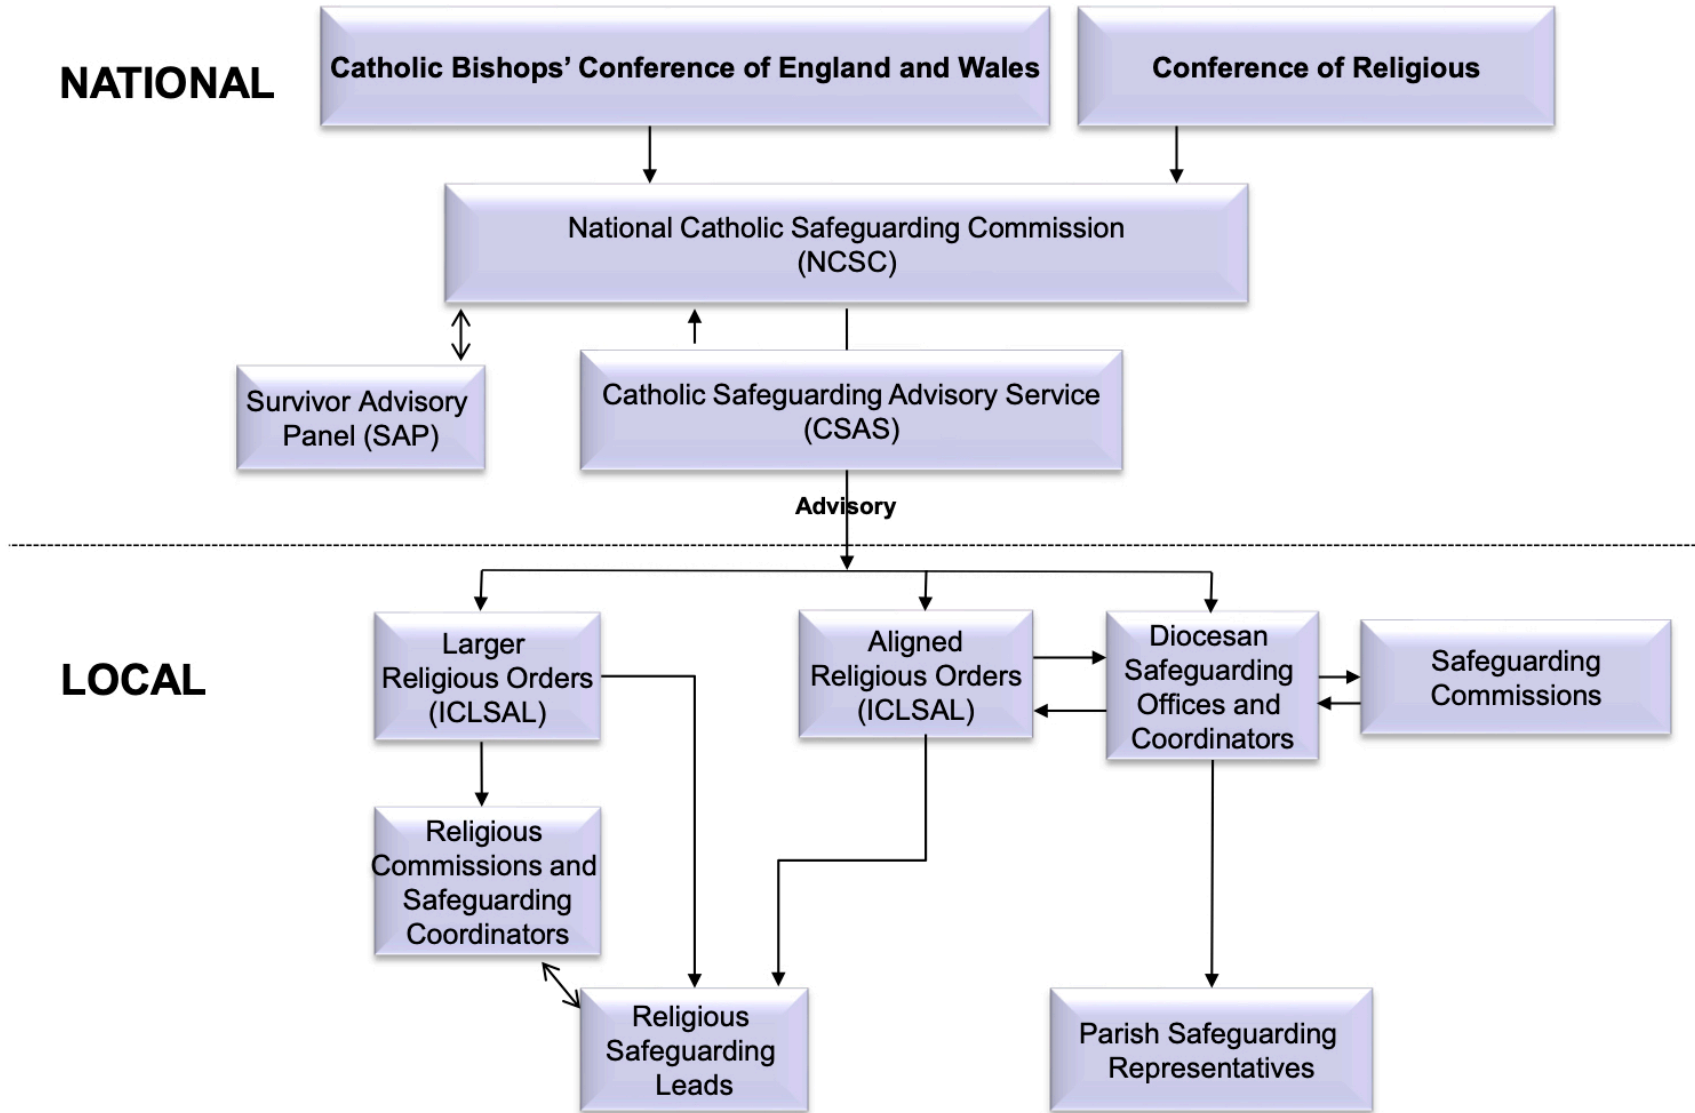 NATIONAL
Catholic Bishops’ Conference of England and Wales
Conference of Religious
National Catholic Safeguarding Commission
(NCSC)
Survivor Advisory
Panel (SAP)
Catholic Safeguarding Advisory Service
(CSAS)
Advisory
LOCAL
Larger
Religious Orders
(ICLSAL)
Aligned
Religious Orders
(ICLSAL)
Diocesan
Safeguarding
Offices and
Coordinators
Safeguarding
Commissions
Religious
Commissions and
Safeguarding
Coordinators
Religious
Safeguarding
Leads
Parish Safeguarding
Representatives